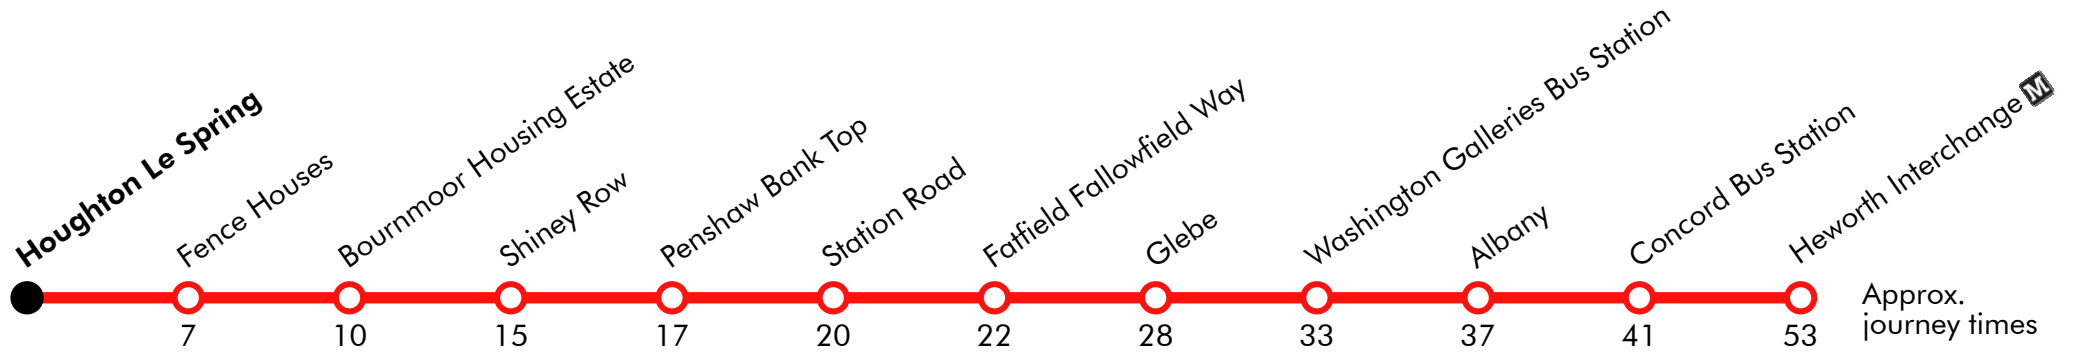 Houghton Le Spring
Fence Houses
Bournmoor Housing Estate
Shiney Row
Penshaw Bank Top
Station Road
Fatfield Fallowfield Way
Glebe
Washington Galleries Bus Station
Albany
Concord Bus Station
Heworth Interchange M
7
10
15
17
20
22
28
33
37
41
53
Approx.
journey times